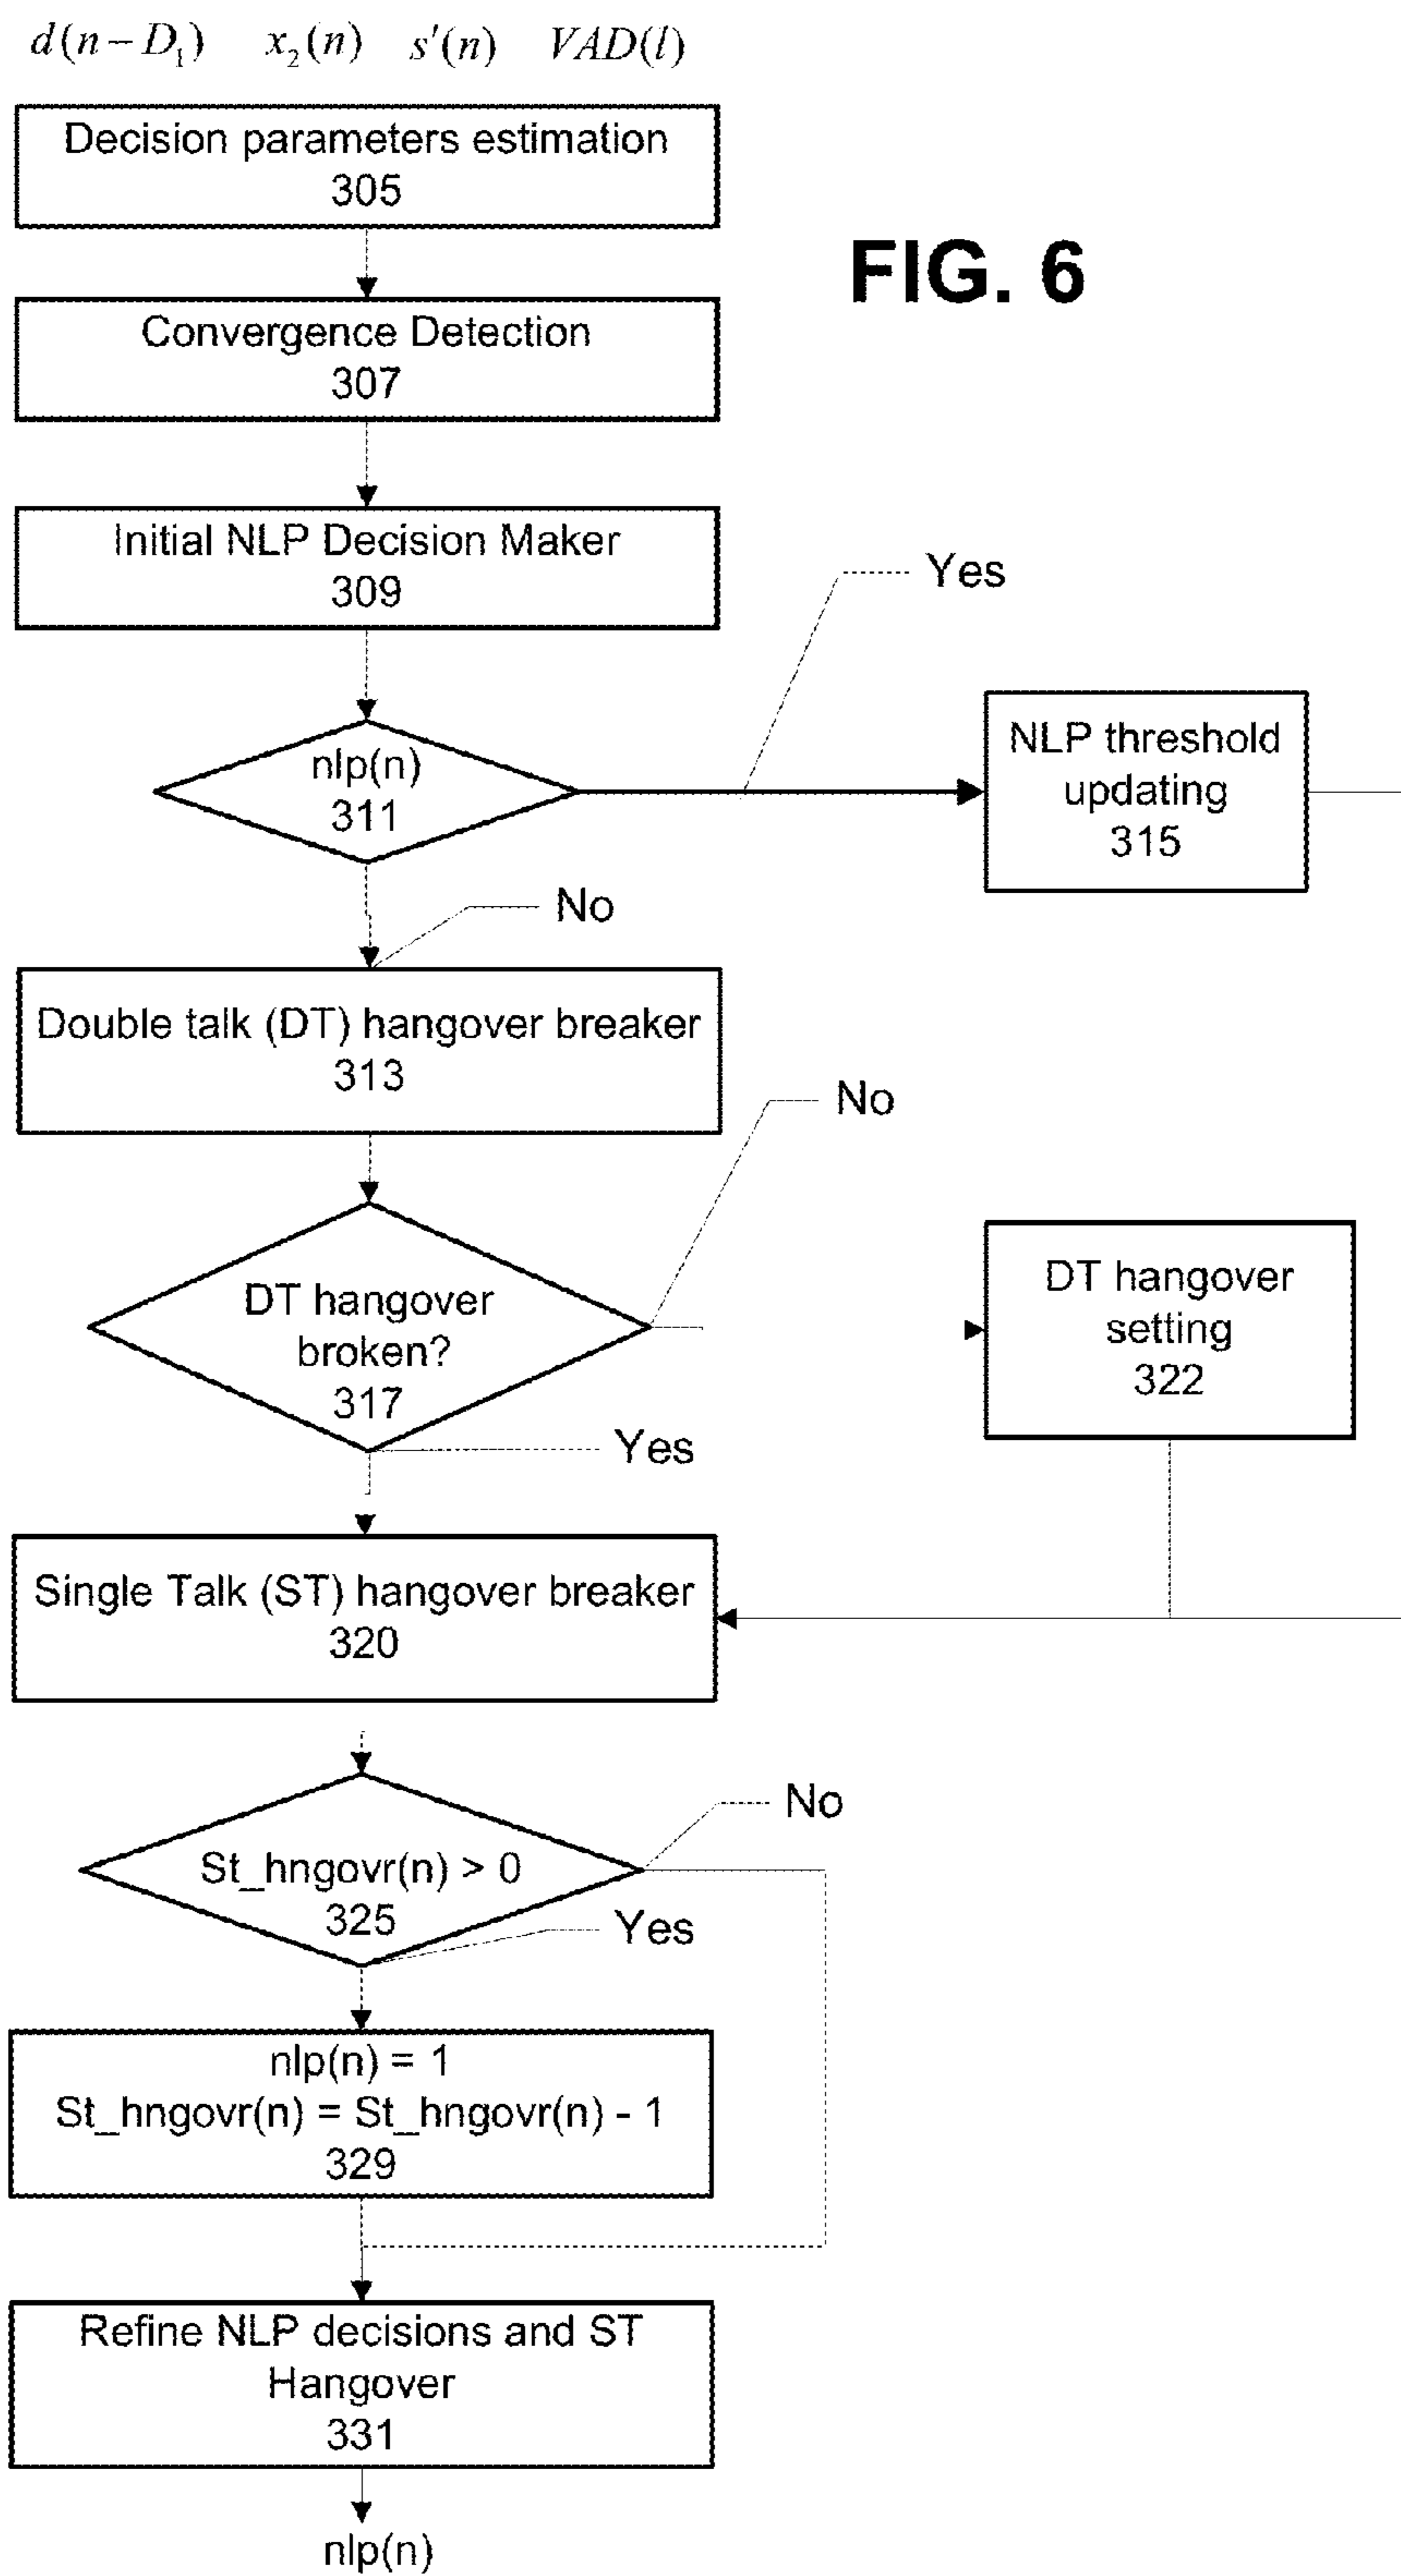 d(n−D₁) x₂(n) s′(n) VAD(l)
Decision parameters estimation
305
FIG. 6
Convergence Detection
307
Initial NLP Decision Maker
309
Yes
nlp(n)
311
NLP threshold
updating
315
No
Double talk (DT) hangover breaker
313
No
DT hangover
broken?
317
DT hangover
setting
322
Yes
Single Talk (ST) hangover breaker
320
No
St_hngovr(n) > 0
325
Yes
nlp(n) = 1
St_hngovr(n) = St_hngovr(n) - 1
329
Refine NLP decisions and ST
Hangover
331
nlp(n)